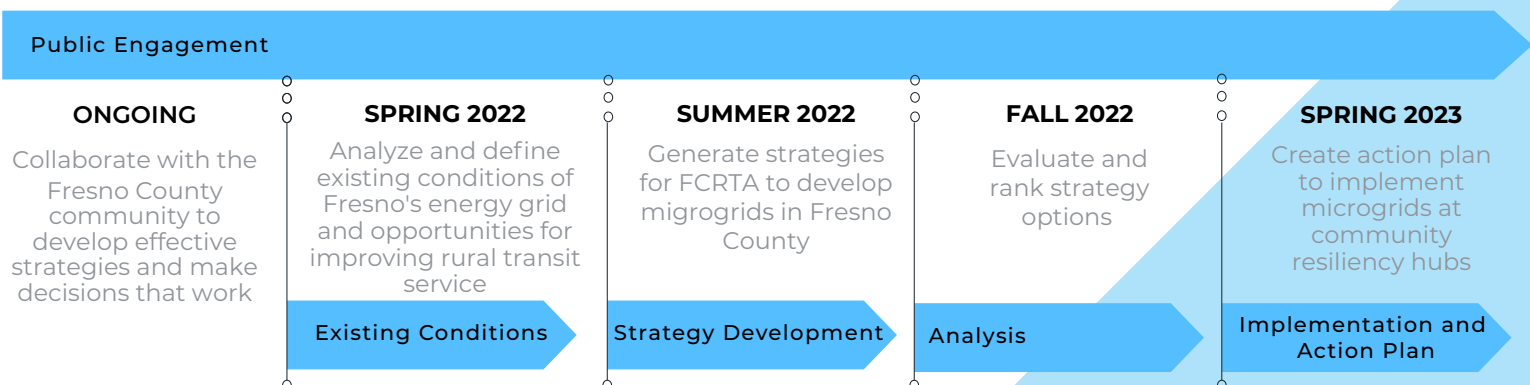 Public Engagement
ONGOING
Collaborate with the
Fresno County
community to
develop effective
strategies and make
decisions that work
SPRING 2022
Analyze and define
existing conditions of
Fresno's energy grid
and opportunities for
improving rural transit
service
Existing Conditions
SUMMER 2022
Generate strategies
for FCRTA to develop
migrogrids in Fresno
County
Strategy Development
FALL 2022
Evaluate and
rank strategy
options
Analysis
SPRING 2023
Create action plan
to implement
microgrids at
community
resiliency hubs
Implementation and
Action Plan